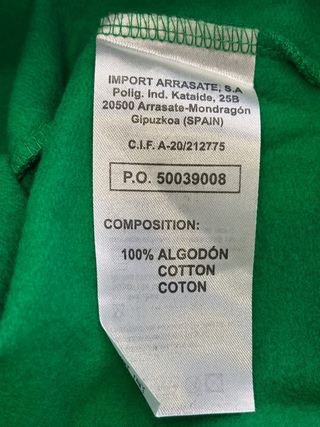 IMPORT ARRASATE, S.A
Polig. Ind. Kataide, 25B
20500 Arrasate-Mondragón
Gipuzkoa (SPAIN)
C.I.F. A-20/212775
P.O. 50039008
COMPOSITION:
100% ALGODÓN
COTTON
COTON